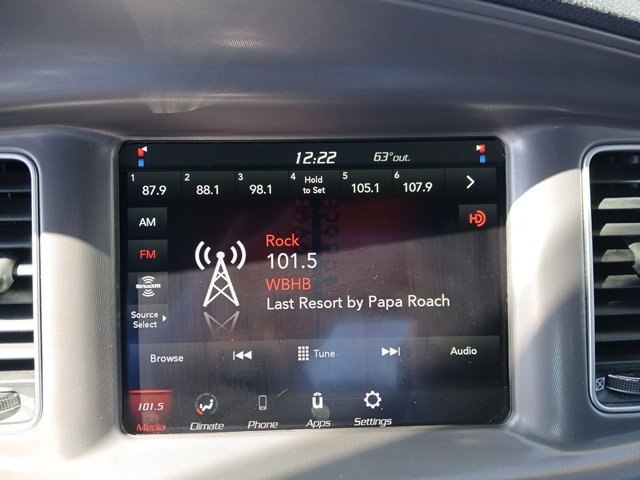 12:22 63°out.
1 87.9 2 88.1 3 98.1 4 Hold to Set 5 105.1 6 107.9
AM
HD
FM
Rock
101.5
WBHB
Last Resort by Papa Roach
SiriusXM
Source Select
Browse Tune Audio
101.5
Media Climate Phone Apps Settings